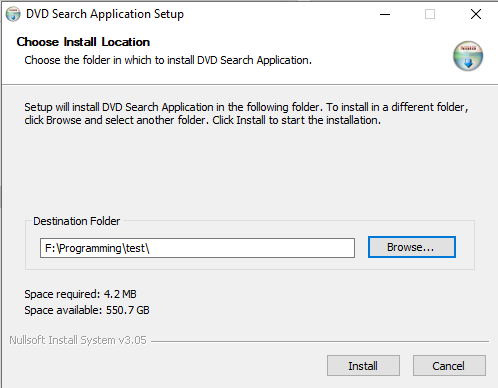 DVD Search Application Setup
Choose Install Location
Choose the folder in which to install DVD Search Application.
Setup will install DVD Search Application in the following folder. To install in a different folder,
click Browse and select another folder. Click Install to start the installation.
Destination Folder
F:\Programming\test\
Browse...
Space required: 4.2 MB
Space available: 550.7 GB
Nullsoft Install System v3.05
Install
Cancel